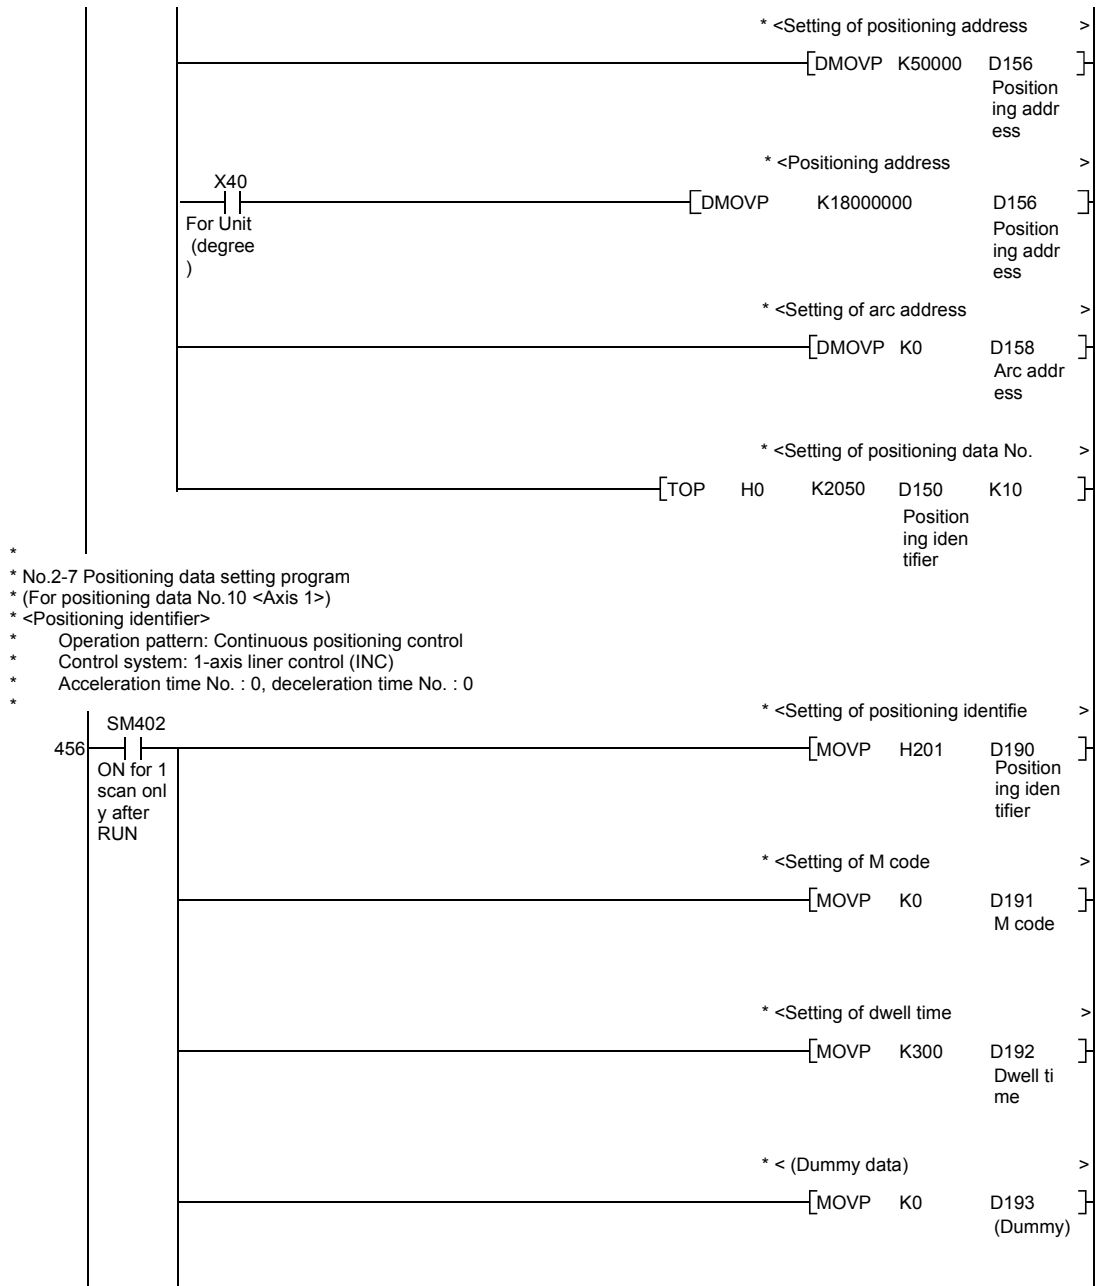 * <Setting of positioning address >
DMOVP K50000 D156
Position
ing addr
ess
* <Positioning address >
X40
DMOVP K18000000 D156
For Unit
(degree
)
Position
ing addr
ess
* <Setting of arc address >
DMOVP K0 D158
Arc addr
ess
* <Setting of positioning data No. >
TOP H0 K2050 D150 K10
Position
ing iden
tifier
*
* No.2-7 Positioning data setting program
* (For positioning data No.10 <Axis 1>)
* <Positioning identifier>
* Operation pattern: Continuous positioning control
* Control system: 1-axis liner control (INC)
* Acceleration time No. : 0, deceleration time No. : 0
*
* <Setting of positioning identifie >
SM402
456
MOVP H201 D190
ON for 1
scan onl
y after
RUN
Position
ing iden
tifier
* <Setting of M code >
MOVP K0 D191
M code
* <Setting of dwell time >
MOVP K300 D192
Dwell ti
me
* < (Dummy data) >
MOVP K0 D193
(Dummy)